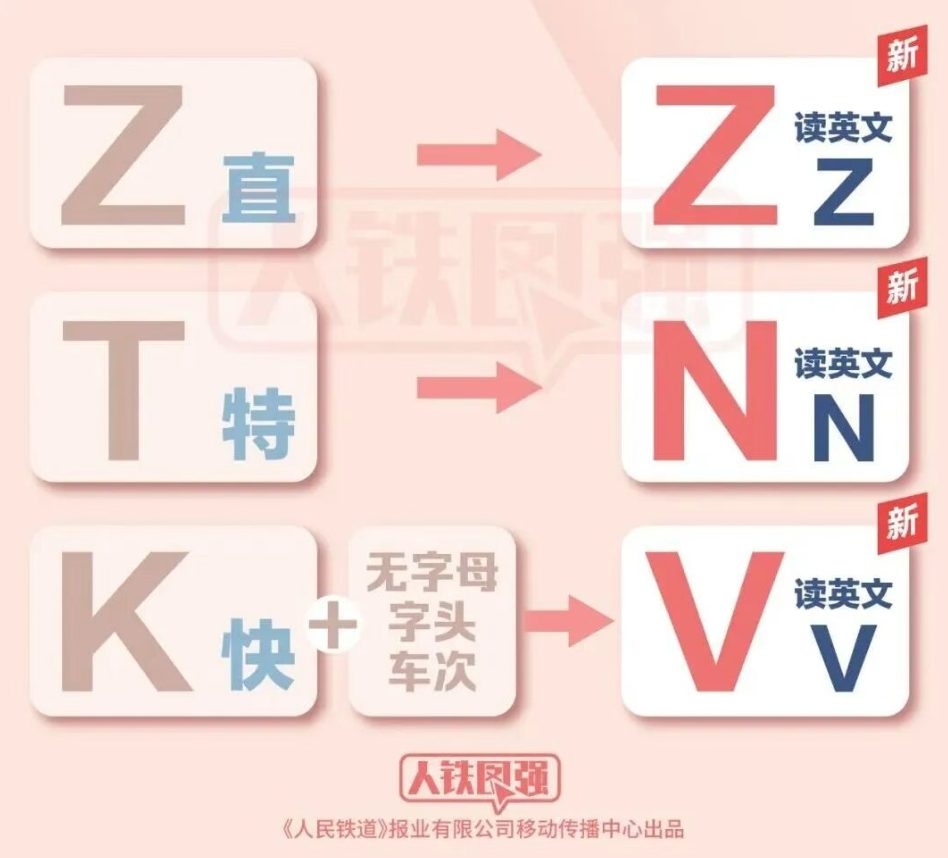 新
Z 直
Z 读英文
Z
人铁图强
新
T 特
N 读英文
N
新
K 快
+
无字母
字头
车次
V 读英文
V
人铁图强
《人民铁道》报业有限公司移动传播中心出品